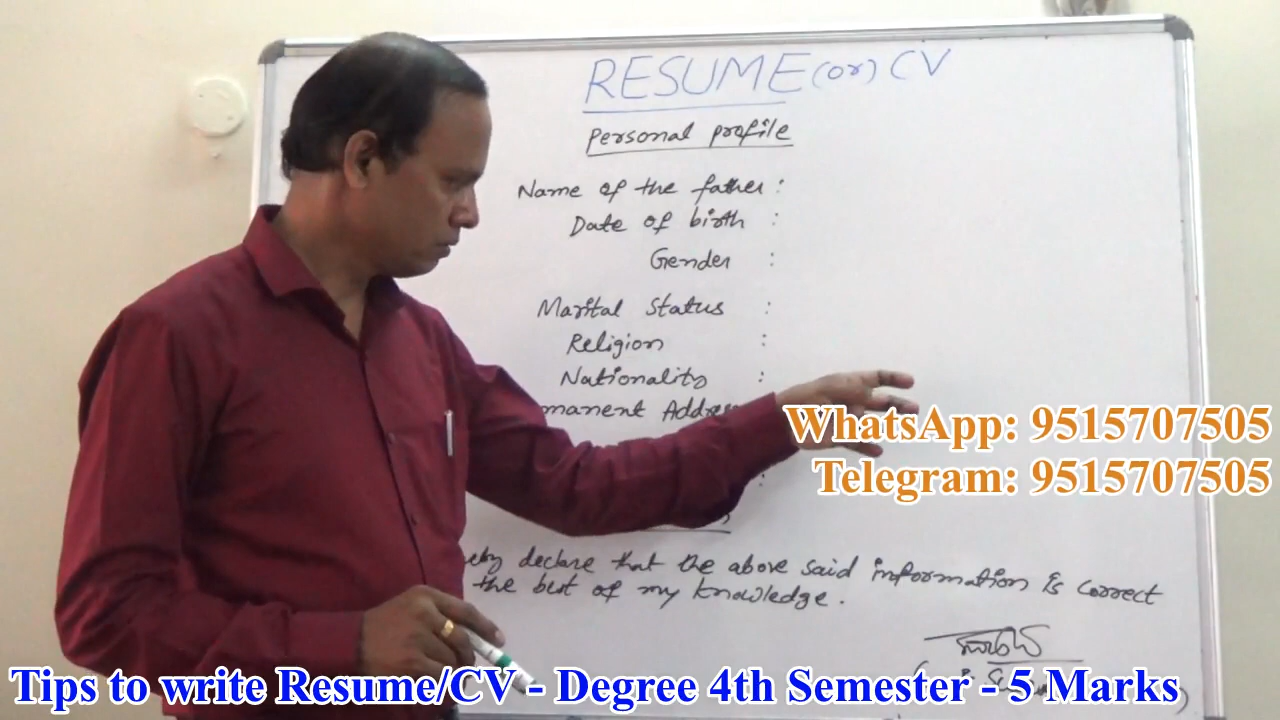 RESUME (or) CV
Personal profile
Name of the father :
Date of birth :
Gender :
Marital Status :
Religion :
Nationality :
manent Address
WhatsApp: 9515707505
Telegram: 9515707505
:
eby declare that the above said information is correct
the best of my knowledge.
Tips to write Resume/CV - Degree 4th Semester - 5 Marks